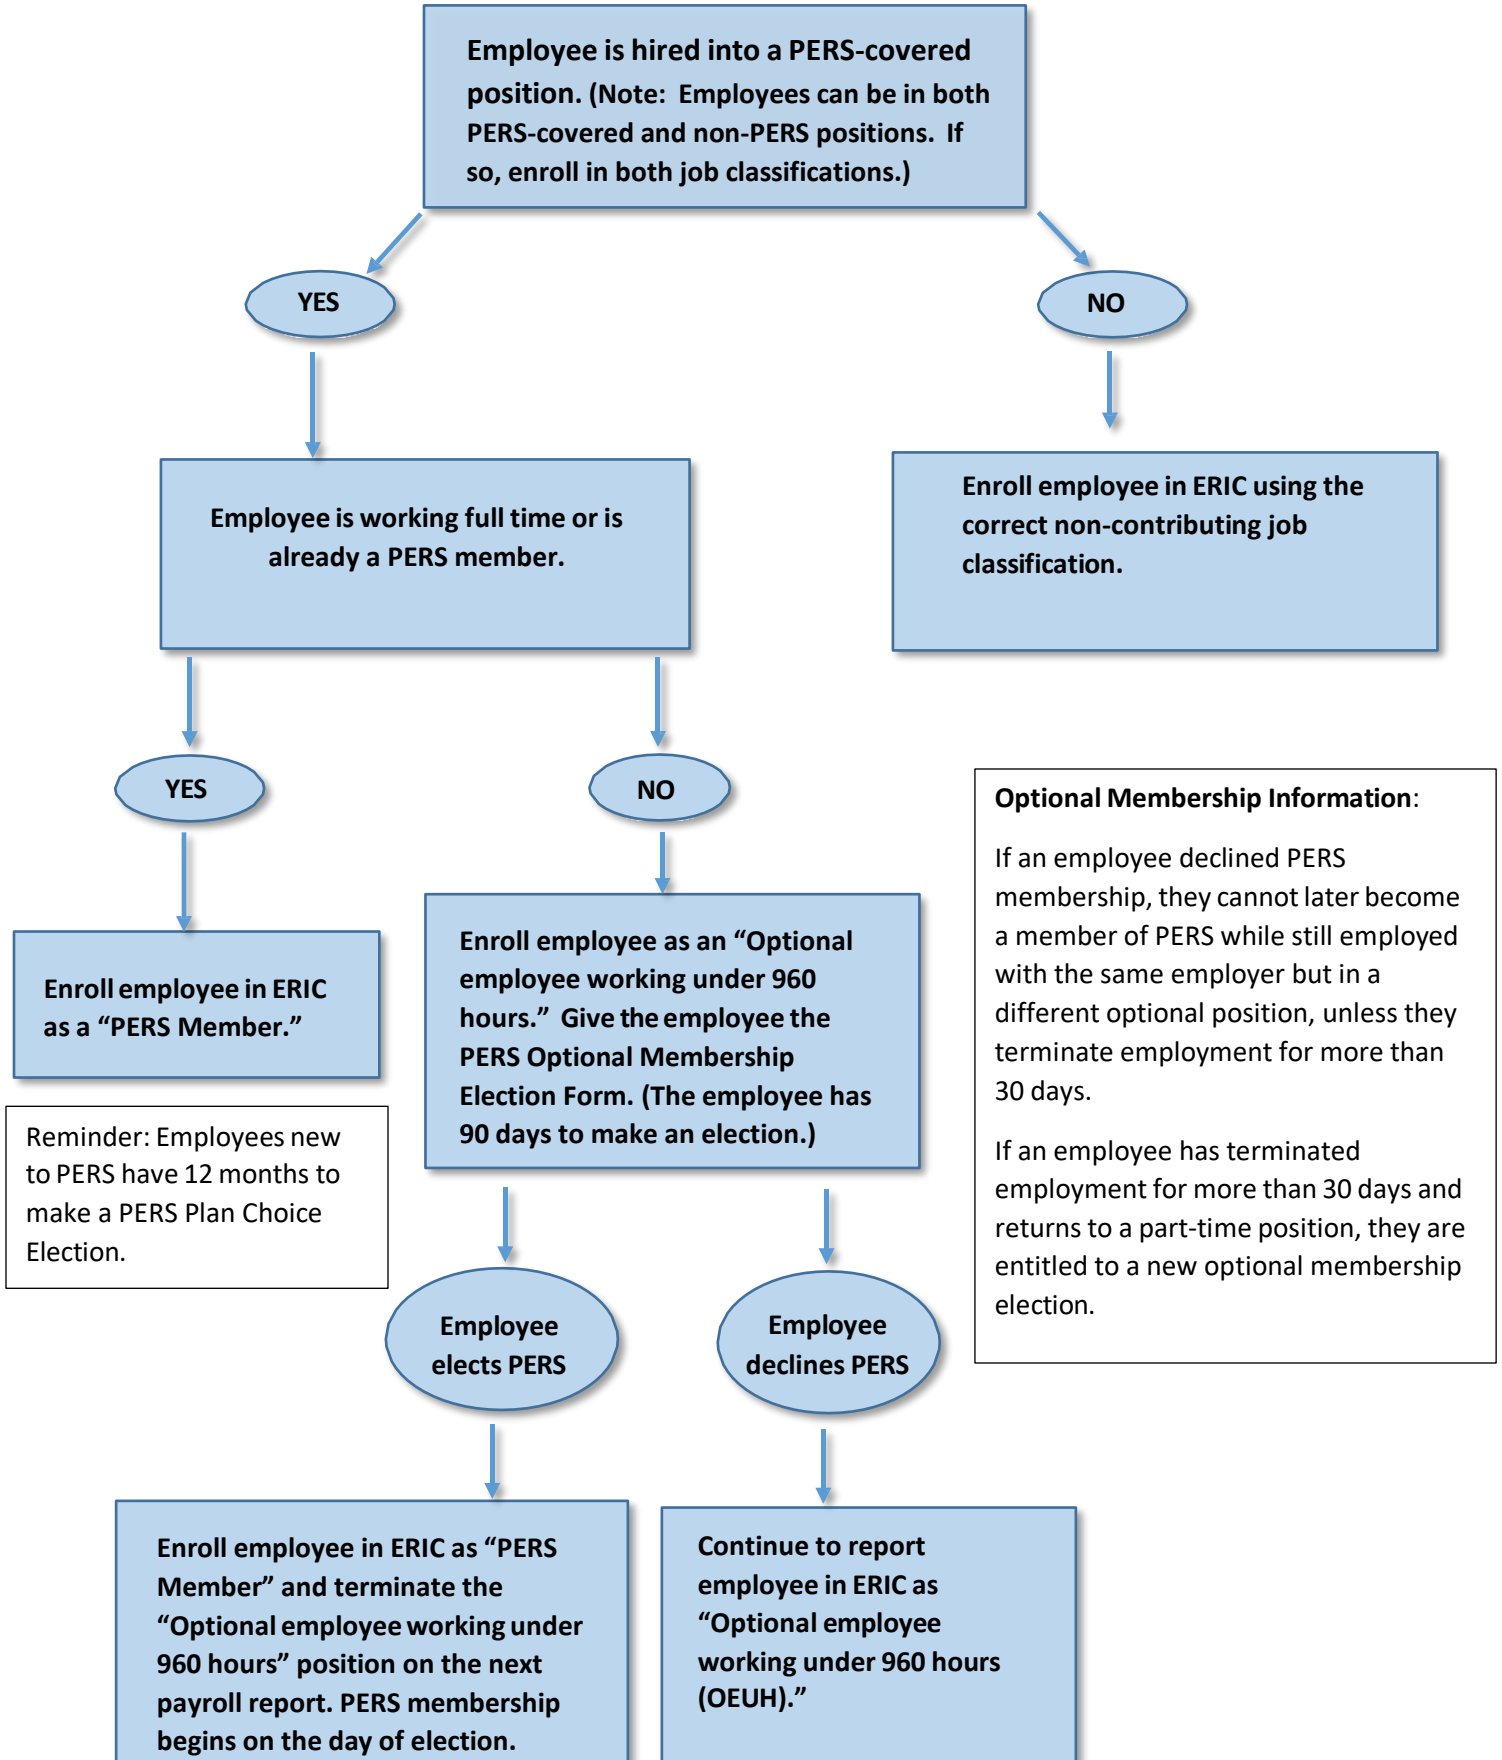 Employee is hired into a PERS-covered
position. (Note: Employees can be in both
PERS-covered and non-PERS positions. If
so, enroll in both job classifications.)
YES
NO
Employee is working full time or is
already a PERS member.
Enroll employee in ERIC using the
correct non-contributing job
classification.
YES
NO
Enroll employee in ERIC
as a “PERS Member.”
Reminder: Employees new
to PERS have 12 months to
make a PERS Plan Choice
Election.
Enroll employee as an “Optional
employee working under 960
hours.” Give the employee the
PERS Optional Membership
Election Form. (The employee has
90 days to make an election.)
Optional Membership Information:
If an employee declined PERS
membership, they cannot later become
a member of PERS while still employed
with the same employer but in a
different optional position, unless they
terminate employment for more than
30 days.
If an employee has terminated
employment for more than 30 days and
returns to a part-time position, they are
entitled to a new optional membership
election.
Employee
elects PERS
Employee
declines PERS
Enroll employee in ERIC as “PERS
Member” and terminate the
“Optional employee working under
960 hours” position on the next
payroll report. PERS membership
begins on the day of election.
Continue to report
employee in ERIC as
“Optional employee
working under 960 hours
(OEUH).”